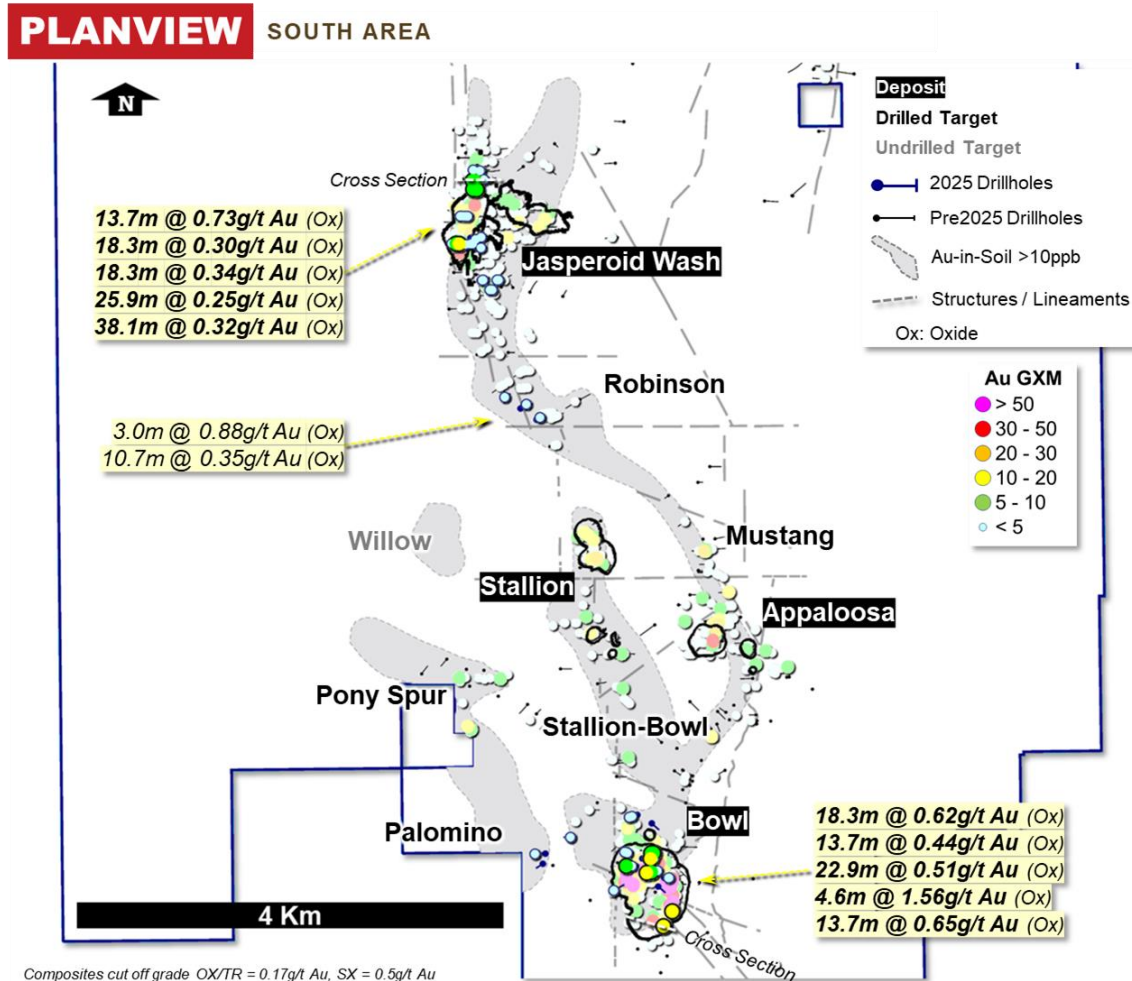 PLANVIEW SOUTH AREA
N
Deposit
Drilled Target
Undrilled Target
2025 Drillholes
Pre2025 Drillholes
Au-in-Soil >10ppb
Structures / Lineaments
Ox: Oxide
Au GXM
> 50
30 - 50
20 - 30
10 - 20
5 - 10
< 5
Cross Section
13.7m @ 0.73g/t Au (Ox)
18.3m @ 0.30g/t Au (Ox)
18.3m @ 0.34g/t Au (Ox)
25.9m @ 0.25g/t Au (Ox)
38.1m @ 0.32g/t Au (Ox)
Jasperoid Wash
Robinson
3.0m @ 0.88g/t Au (Ox)
10.7m @ 0.35g/t Au (Ox)
Willow
Mustang
Stallion
Appaloosa
Pony Spur
Stallion-Bowl
Palomino
Bowl
18.3m @ 0.62g/t Au (Ox)
13.7m @ 0.44g/t Au (Ox)
22.9m @ 0.51g/t Au (Ox)
4.6m @ 1.56g/t Au (Ox)
13.7m @ 0.65g/t Au (Ox)
4 Km
Cross Section
Composites cut off grade OX/TR = 0.17g/t Au, SX = 0.5g/t Au